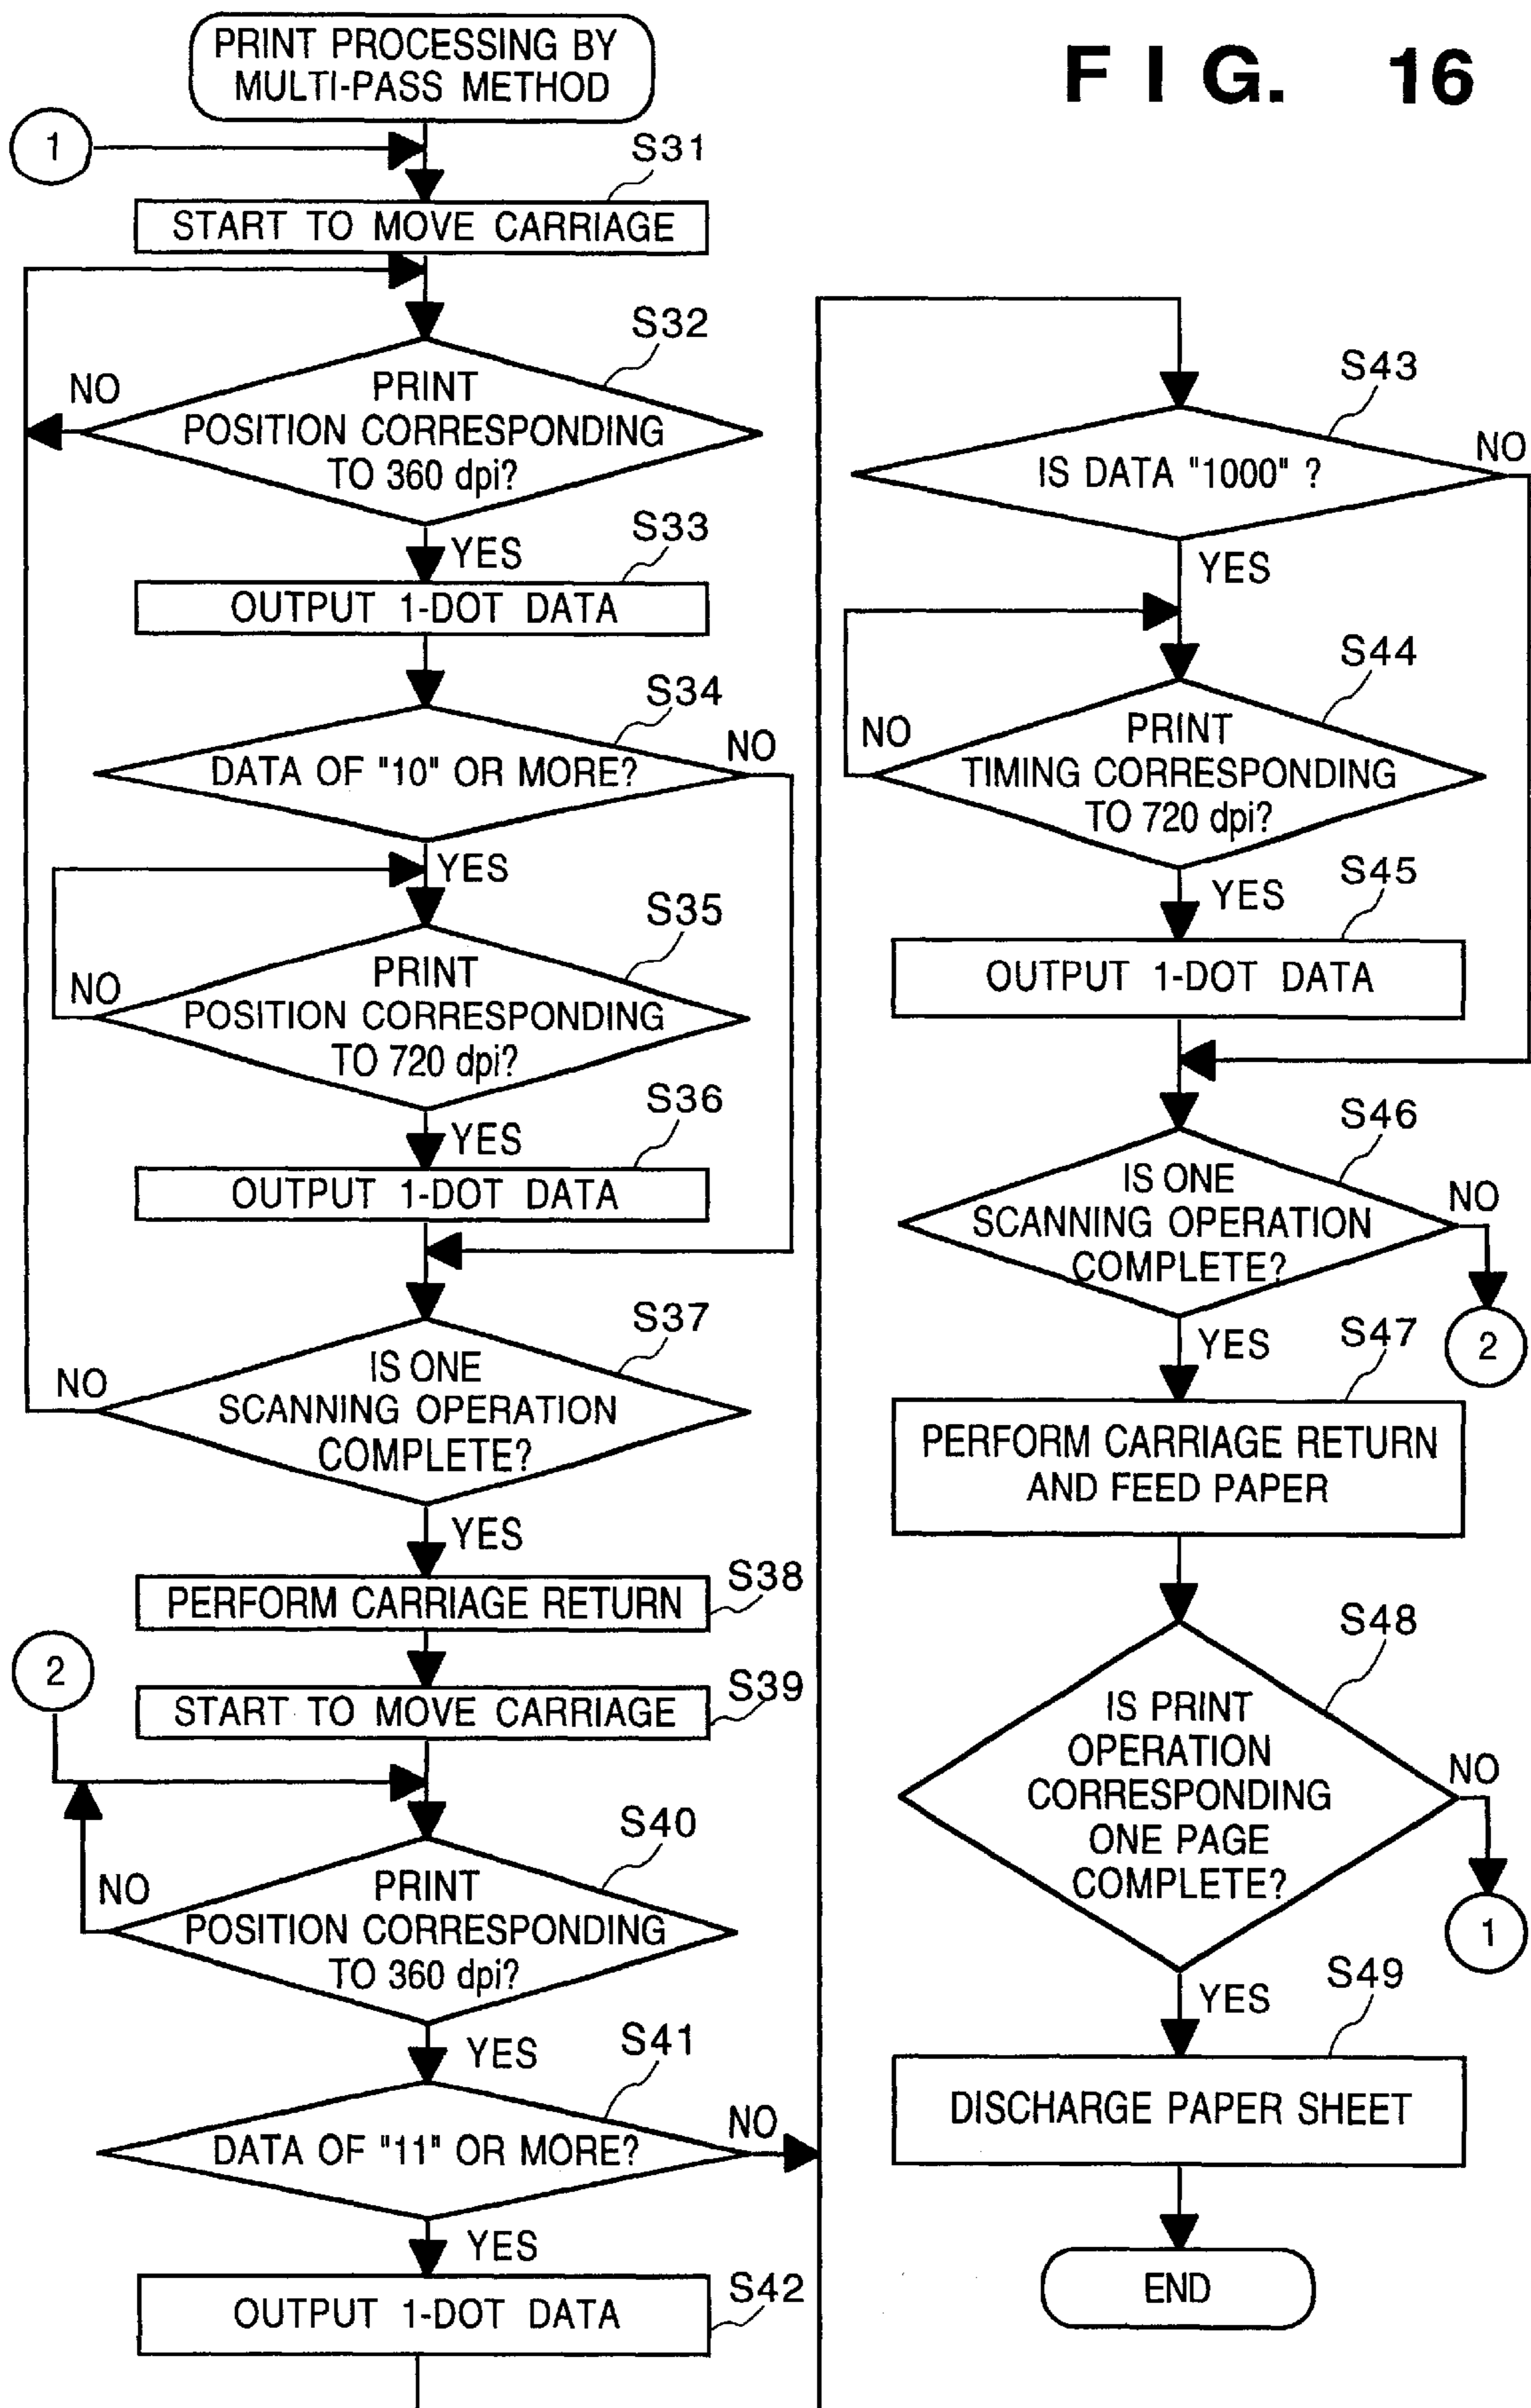 FIG. 16
PRINT PROCESSING BY
MULTI-PASS METHOD
1
S31
START TO MOVE CARRIAGE
S32
NO
PRINT
POSITION CORRESPONDING
TO 360 dpi?
YES
S33
OUTPUT 1-DOT DATA
S34
NO
DATA OF "10" OR MORE?
YES
S35
NO
PRINT
POSITION CORRESPONDING
TO 720 dpi?
YES
S36
OUTPUT 1-DOT DATA
S37
NO
IS ONE
SCANNING OPERATION
COMPLETE?
YES
S38
PERFORM CARRIAGE RETURN
2
S39
START TO MOVE CARRIAGE
S40
NO
PRINT
POSITION CORRESPONDING
TO 360 dpi?
YES
S41
NO
DATA OF "11" OR MORE?
YES
S42
OUTPUT 1-DOT DATA
S43
NO
IS DATA "1000" ?
YES
S44
NO
PRINT
TIMING CORRESPONDING
TO 720 dpi?
YES
S45
OUTPUT 1-DOT DATA
S46
NO
IS ONE
SCANNING OPERATION
COMPLETE?
2
YES
S47
PERFORM CARRIAGE RETURN
AND FEED PAPER
S48
IS PRINT
OPERATION
CORRESPONDING
ONE PAGE
COMPLETE?
NO
1
YES
S49
DISCHARGE PAPER SHEET
END